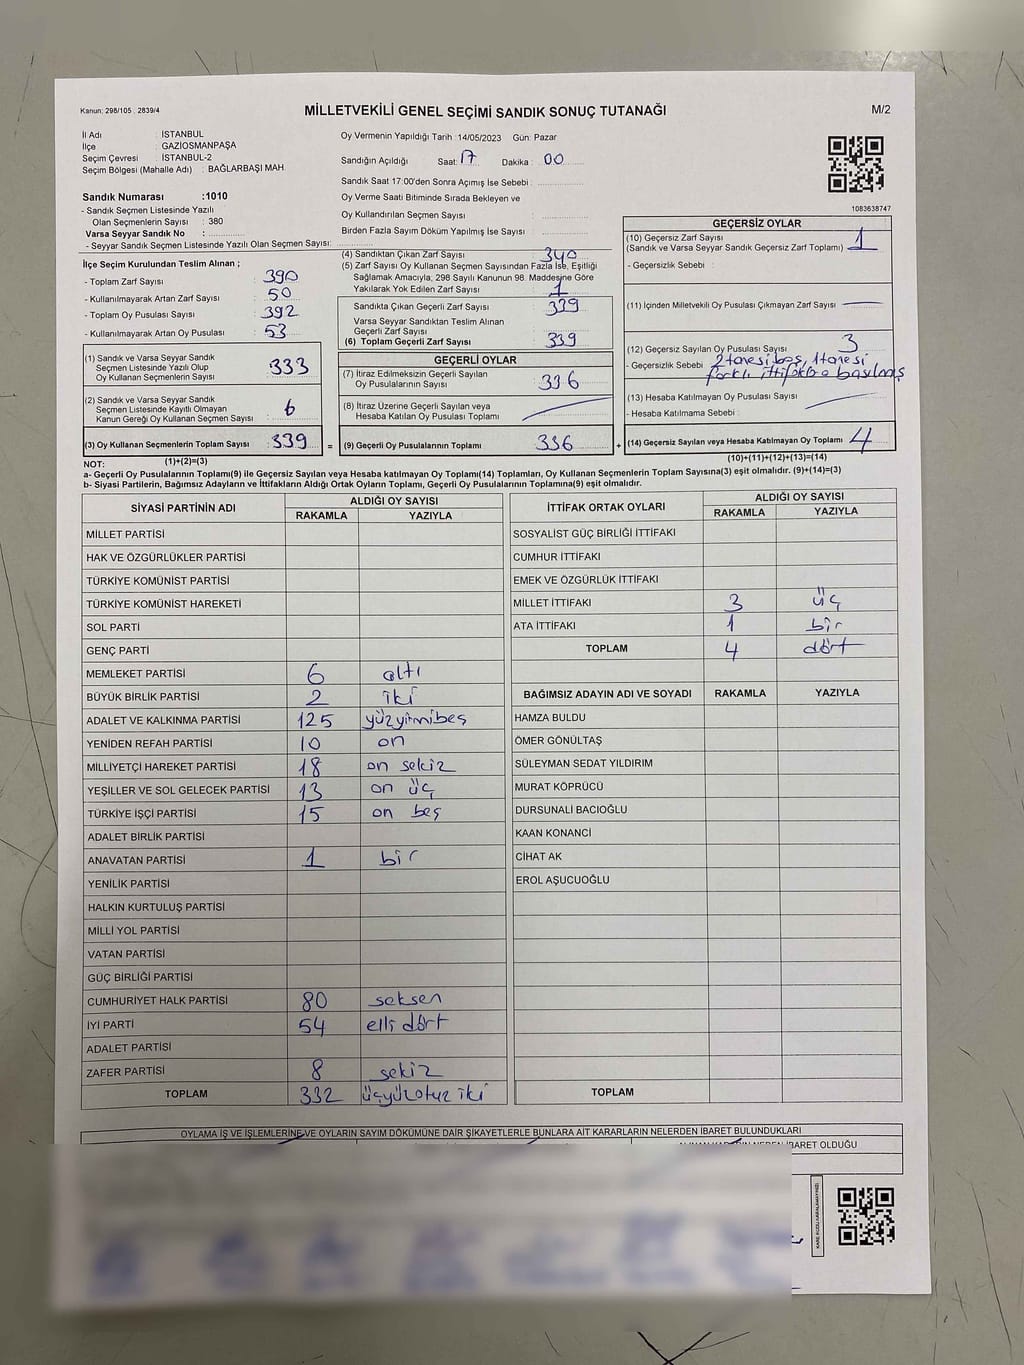 Kanun: 298/105 . 2839/4
MİLLETVEKİLİ GENEL SEÇİMİ SANDIK SONUÇ TUTANAĞI
M/2
İl Adı : İSTANBUL
İlçe : GAZİOSMANPAŞA
Seçim Çevresi : İSTANBUL-2
Seçim Bölgesi (Mahalle Adı) : BAĞLARBAŞI MAH
Oy Vermenin Yapıldığı Tarih : 14/05/2023 Gün: Pazar
Sandığın Açıldığı Saat: 17 Dakika : 00
Sandık Saat 17:00'den Sonra Açımış İse Sebebi :
Oy Verme Saati Bitiminde Sırada Bekleyen ve
Oy Kullandırılan Seçmen Sayısı :
Birden Fazla Sayım Döküm Yapılmış İse Sayısı :
1083638747
Sandık Numarası :1010
- Sandık Seçmen Listesinde Yazılı
Olan Seçmenlerin Sayısı : 380
Varsa Seyyar Sandık No :
- Seyyar Sandık Seçmen Listesinde Yazılı Olan Seçmen Sayısı:
İlçe Seçim Kurulundan Teslim Alınan ;
- Toplam Zarf Sayısı : 390
- Kullanılmayarak Artan Zarf Sayısı : 50
- Toplam Oy Pusulası Sayısı : 392
- Kullanılmayarak Artan Oy Pusulası : 53
(1) Sandık ve Varsa Seyyar Sandık
Seçmen Listesinde Yazılı Olup
Oy Kullanan Seçmenlerin Sayısı : 333
(2) Sandık ve Varsa Seyyar Sandık
Seçmen Listesinde Kayıtlı Olmayan
Kanun Gereği Oy Kullanan Seçmen Sayısı : 6
(3) Oy Kullanan Seçmenlerin Toplam Sayısı : 339
(1)+(2)=(3)
(4) Sandıktan Çıkan Zarf Sayısı : 340
(5) Zarf Sayısı Oy Kullanan Seçmen Sayısından Fazla İse, Eşitliği
Sağlamak Amacıyla; 298 Sayılı Kanunun 98. Maddesine Göre
Yakılarak Yok Edilen Zarf Sayısı : 1
Sandıkta Çıkan Geçerli Zarf Sayısı : 339
Varsa Seyyar Sandıktan Teslim Alınan
Geçerli Zarf Sayısı :
(6) Toplam Geçerli Zarf Sayısı : 339
GEÇERLİ OYLAR
(7) İtiraz Edilmeksizin Geçerli Sayılan
Oy Pusulalarının Sayısı : 336
(8) İtiraz Üzerine Geçerli Sayılan veya
Hesaba Katılan Oy Pusulası Toplamı :
= (9) Geçerli Oy Pusulalarının Toplamı : 336
GEÇERSİZ OYLAR
(10) Geçersiz Zarf Sayısı
(Sandık ve Varsa Seyyar Sandık Geçersiz Zarf Toplamı) : 1
- Geçersizlik Sebebi :
(11) İçinden Milletvekili Oy Pusulası Çıkmayan Zarf Sayısı :
(12) Geçersiz Sayılan Oy Pusulası Sayısı : 3
- Geçersizlik Sebebi : 2 tanesi boş, 1 tanesi
farklı ittifaklara basılmış
(13) Hesaba Katılmayan Oy Pusulası Sayısı :
- Hesaba Katılmama Sebebi :
+ (14) Geçersiz Sayılan veya Hesaba Katılmayan Oy Toplamı : 4
(10)+(11)+(12)+(13)=(14)
NOT:
a- Geçerli Oy Pusulalarının Toplamı(9) ile Geçersiz Sayılan veya Hesaba katılmayan Oy Toplamı(14) Toplamları, Oy Kullanan Seçmenlerin Toplam Sayısına(3) eşit olmalıdır. (9)+(14)=(3)
b- Siyasi Partilerin, Bağımsız Adayların ve İttifakların Aldığı Ortak Oyların Toplamı, Geçerli Oy Pusulalarının Toplamına(9) eşit olmalıdır.
SİYASİ PARTİNİN ADI ALDIĞI OY SAYISI
RAKAMLA YAZIYLA
MİLLET PARTİSİ
HAK VE ÖZGÜRLÜKLER PARTİSİ
TÜRKİYE KOMÜNİST PARTİSİ
TÜRKİYE KOMÜNİST HAREKETİ
SOL PARTİ
GENÇ PARTİ
MEMLEKET PARTİSİ 6 altı
BÜYÜK BİRLİK PARTİSİ 2 iki
ADALET VE KALKINMA PARTİSİ 125 yüzyirmibeş
YENİDEN REFAH PARTİSİ 10 on
MİLLİYETÇİ HAREKET PARTİSİ 18 on sekiz
YEŞİLLER VE SOL GELECEK PARTİSİ 13 on üç
TÜRKİYE İŞÇİ PARTİSİ 15 on beş
ADALET BİRLİK PARTİSİ
ANAVATAN PARTİSİ 1 bir
YENİLİK PARTİSİ
HALKIN KURTULUŞ PARTİSİ
MİLLİ YOL PARTİSİ
VATAN PARTİSİ
GÜÇ BİRLİĞİ PARTİSİ
CUMHURİYET HALK PARTİSİ 80 seksen
İYİ PARTİ 54 elli dört
ADALET PARTİSİ
ZAFER PARTİSİ 8 sekiz
TOPLAM 332 üçyüzotuz iki
İTTİFAK ORTAK OYLARI ALDIĞI OY SAYISI
RAKAMLA YAZIYLA
SOSYALİST GÜÇ BİRLİĞİ İTTİFAKI
CUMHUR İTTİFAKI
EMEK VE ÖZGÜRLÜK İTTİFAKI
MİLLET İTTİFAKI 3 üç
ATA İTTİFAKI 1 bir
TOPLAM 4 dört
BAĞIMSIZ ADAYIN ADI VE SOYADI RAKAMLA YAZIYLA
HAMZA BULDU
ÖMER GÖNÜLTAŞ
SÜLEYMAN SEDAT YILDIRIM
MURAT KÖPRÜCÜ
DURSUNALİ BACIOĞLU
KAAN KONANCİ
CİHAT AK
EROL AŞUCUOĞLU
TOPLAM
OYLAMA İŞ VE İŞLEMLERİNE VE OYLARIN SAYIM DÖKÜMÜNE DAİR ŞİKAYETLERLE BUNLARA AİT KARARLARIN NELERDEN İBARET BULUNDUKLARI
İBARET OLDUĞU